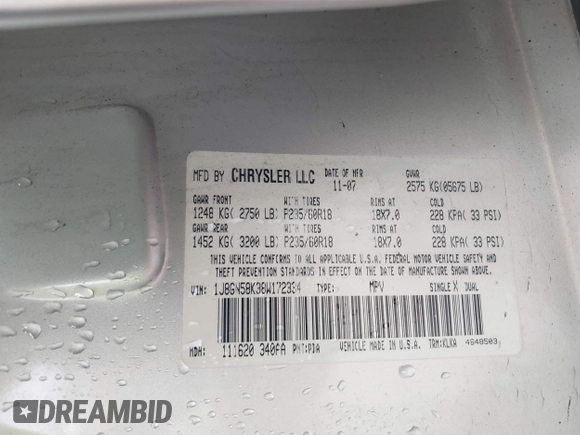 MFD BY CHRYSLER LLC DATE OF MFR GVWR
11-07 2575 KG(05675 LB)
GAWR FRONT WITH TIRES RIMS AT COLD
1248 KG( 2750 LB) P235/60R18 18X7.0 228 KPA( 33 PSI)
GAWR REAR WITH TIRES RIMS AT COLD
1452 KG( 3200 LB) P235/60R18 18X7.0 228 KPA( 33 PSI)
THIS VEHICLE CONFORMS TO ALL APPLICABLE U.S.A. FEDERAL MOTOR VEHICLE SAFETY AND
THEFT PREVENTION STANDARDS IN EFFECT ON THE DATE OF MANUFACTURE SHOWN ABOVE.
VIN: TYPE: MPV SINGLE X DUAL
MDH: 111620 340FA VEHICLE MADE IN U.S.A. TRM:KLKA 4648503
DREAMBID